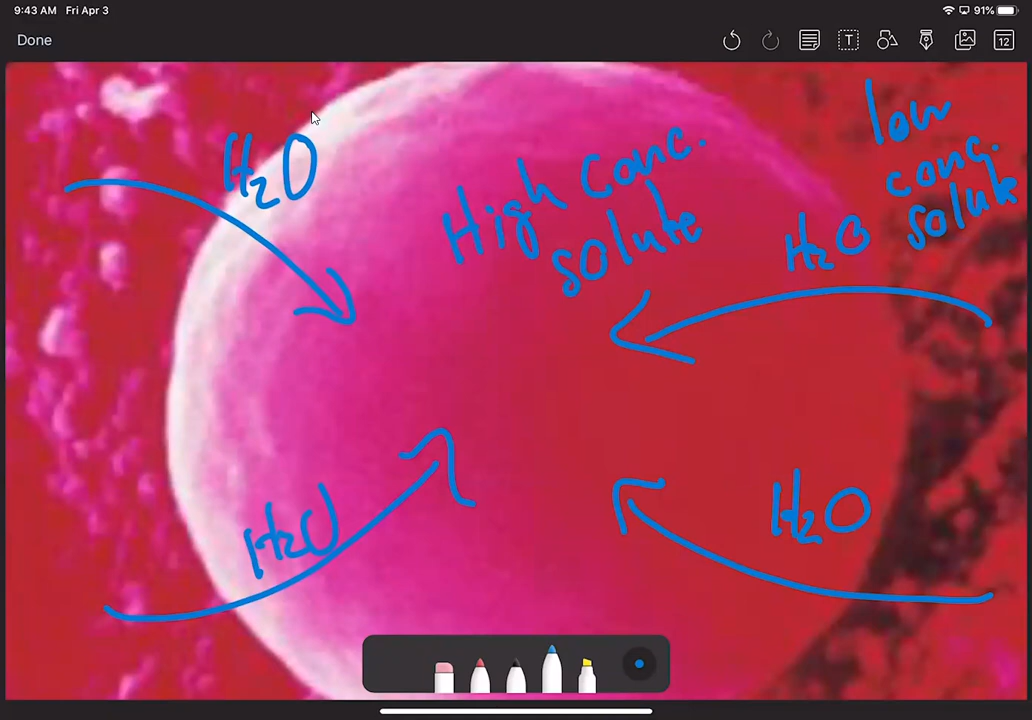 9:43 AM Fri Apr 3
91%
Done
T
12
H2O
High conc.
solute
low
conc.
solute
H2O
H2O
H2O